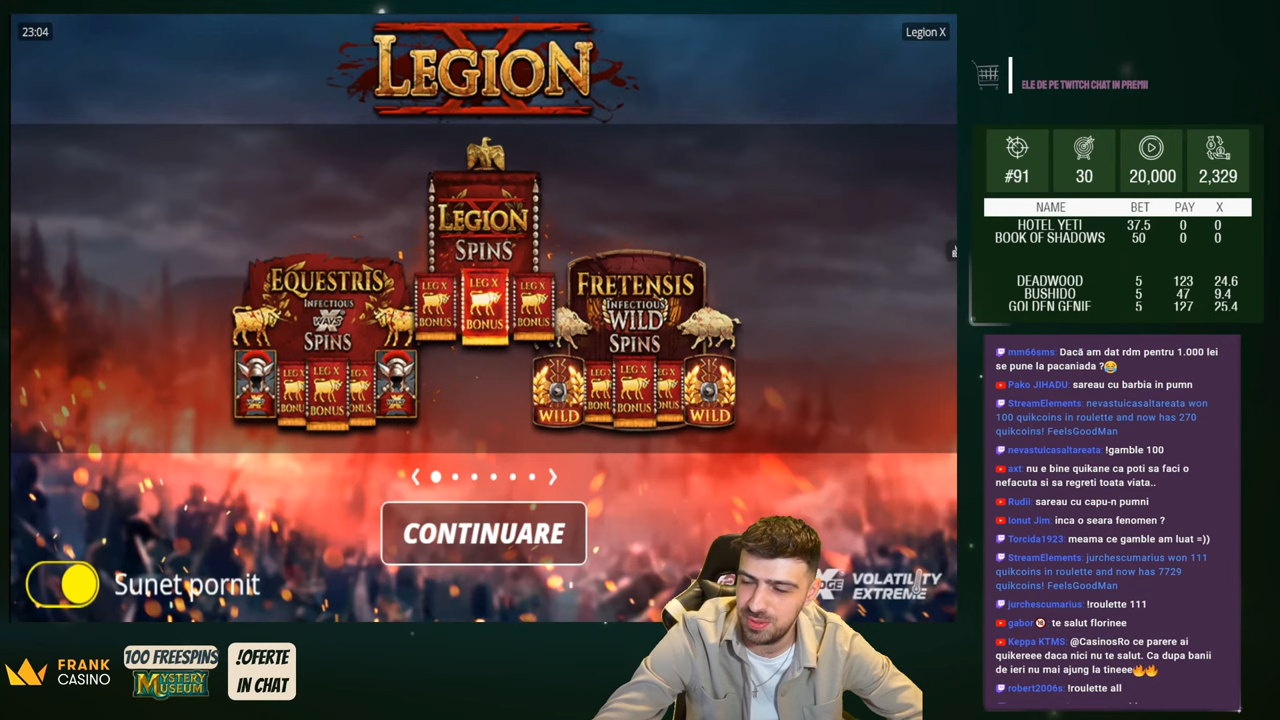 23:04
Legion X
LEGION X
LEGION
SPINS
LEG X
BONUS
LEG X
BONUS
LEG X
BONUS
EQUESTRIS
INFECTIOUS
X
WAYS
SPINS
LEG X
BONUS
FRETENSIS
INFECTIOUS
WILD
SPINS
WILD
LEG X
BONUS
WILD
CONTINUARE
Sunet pornit
VOLATILITY
EXTREME
FRANK
CASINO
100 FREESPINS
MYSTERY
MUSEUM
!OFERTE
IN CHAT
ELE DE PE TWITCH CHAT IN PREMII
#91 30 20,000 2,329
NAME BET PAY X
HOTEL YETI 37.5 0 0
BOOK OF SHADOWS 50 0 0
DEADWOOD 5 123 24.6
BUSHIDO 5 47 9.4
GOLDEN GENIE 5 127 25.4
mm66sms: Dacă am dat rdm pentru 1.000 lei
se pune la pacaniada ?😂
Pako JIHADU: sareau cu barbia in pumn
StreamElements: nevastuicasaltareata won
100 quikcoins in roulette and now has 270
quikcoins! FeelsGoodMan
nevastuicasaltareata: !gamble 100
axt: nu e bine quikane ca poti sa faci o
nefacuta si sa regreti toata viata..
Rudii: sareau cu capu-n pumni
Ionut Jim: inca o seara fenomen ?
Torcida1923: meama ce gamble am luat =))
StreamElements: jurchescumarius won 111
quikcoins in roulette and now has 7729
quikcoins! FeelsGoodMan
jurchescumarius: !roulette 111
gabor🔞: te salut florinee
Keppa KTMS: @CasinosRo ce parere ai
quikereee daca nici nu te salut. Ca dupa banii
de ieri nu mai ajung la tineee🔥🔥
robert2006s: !roulette all